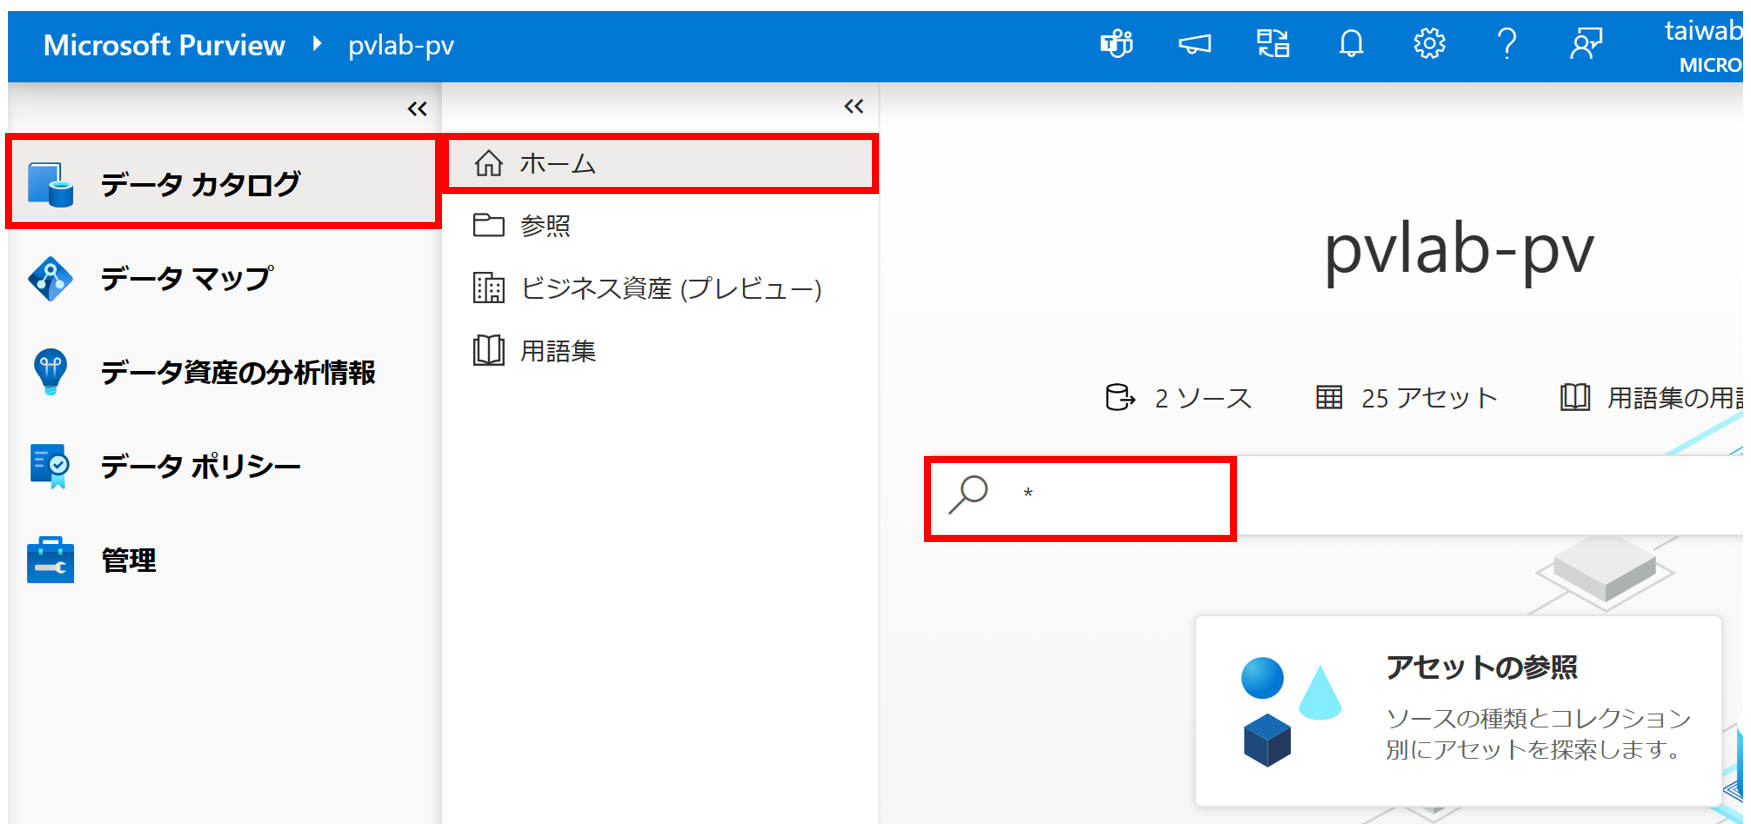 Microsoft Purview pvlab-pv
taiwab
MICRO
データ カタログ
データ マップ
データ資産の分析情報
データ ポリシー
管理
ホーム
参照
ビジネス資産 (プレビュー)
用語集
pvlab-pv
2 ソース 25 アセット 用語集の用語
*
アセットの参照
ソースの種類とコレクション
別にアセットを探索します。